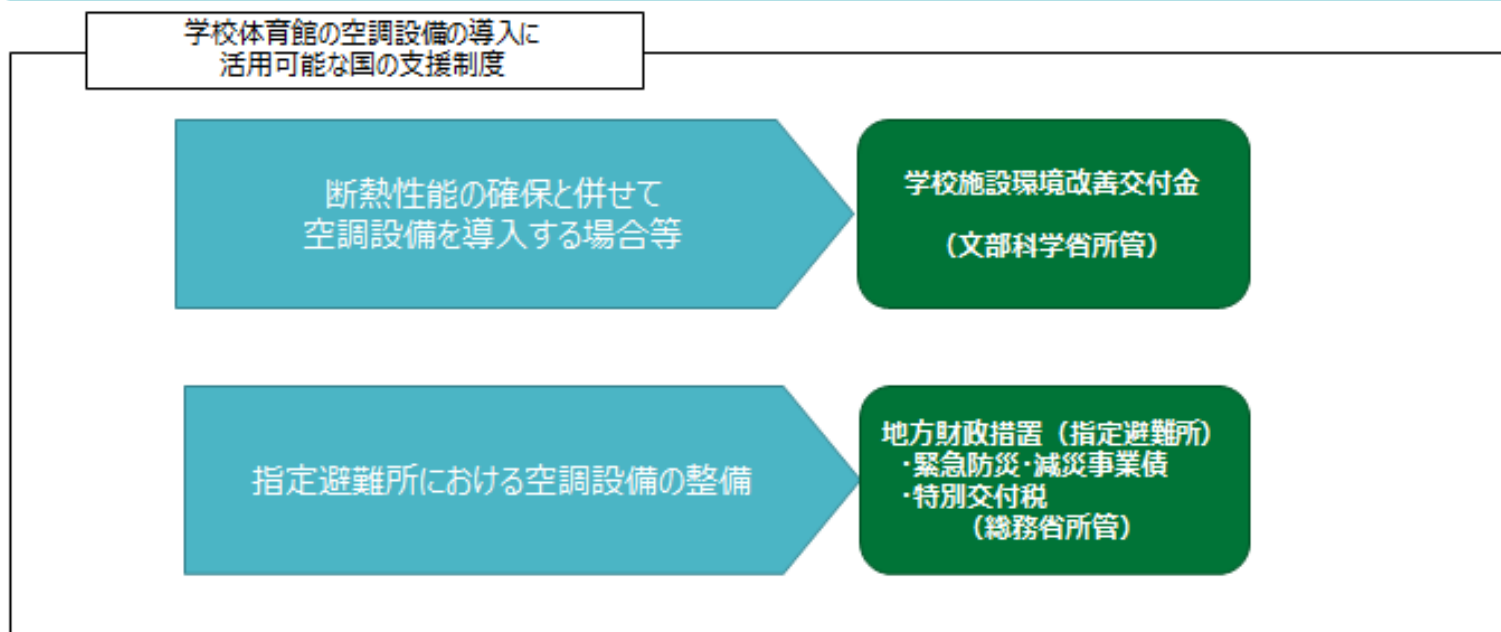 学校体育館の空調設備の導入に
活用可能な国の支援制度
断熱性能の確保と併せて
空調設備を導入する場合等
学校施設環境改善交付金
（文部科学省所管）
指定避難所における空調設備の整備
地方財政措置（指定避難所）
・緊急防災・減災事業債
・特別交付税
（総務省所管）